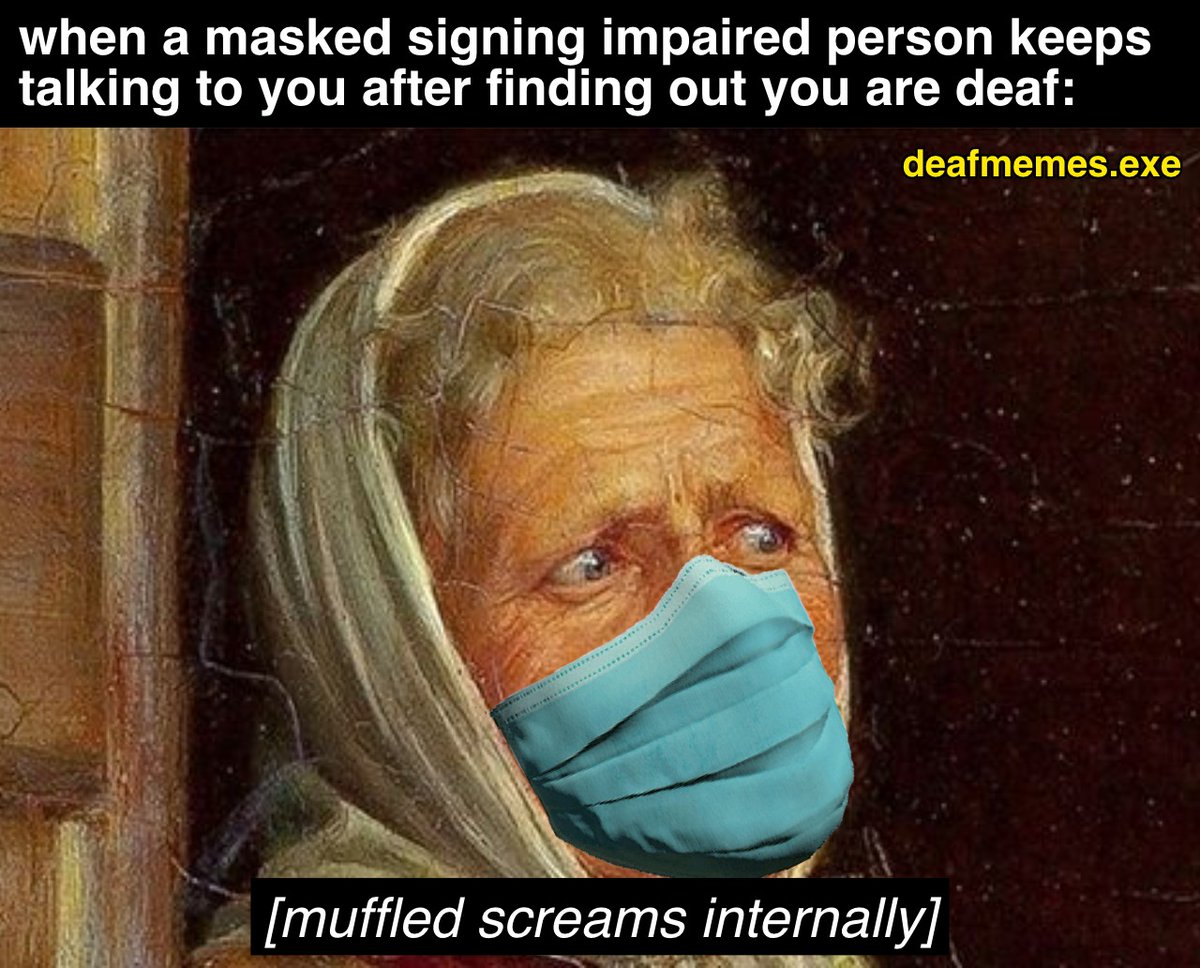 when a masked signing impaired person keeps
talking to you after finding out you are deaf:
deafmemes.exe
[muffled screams internally]